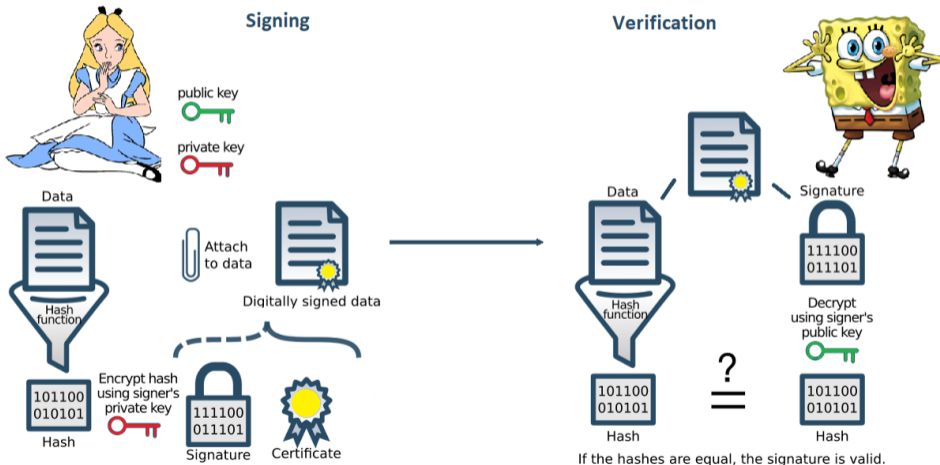 Signing
public key
private key
Data
Hash
function
101100
010101
Hash
Encrypt hash
using signer's
private key
111100
011101
Signature
Certificate
Attach
to data
Digitally signed data
Verification
Data
Hash
function
101100
010101
Hash
Signature
111100
011101
Decrypt
using signer's
public key
?
=
101100
010101
Hash
If the hashes are equal, the signature is valid.